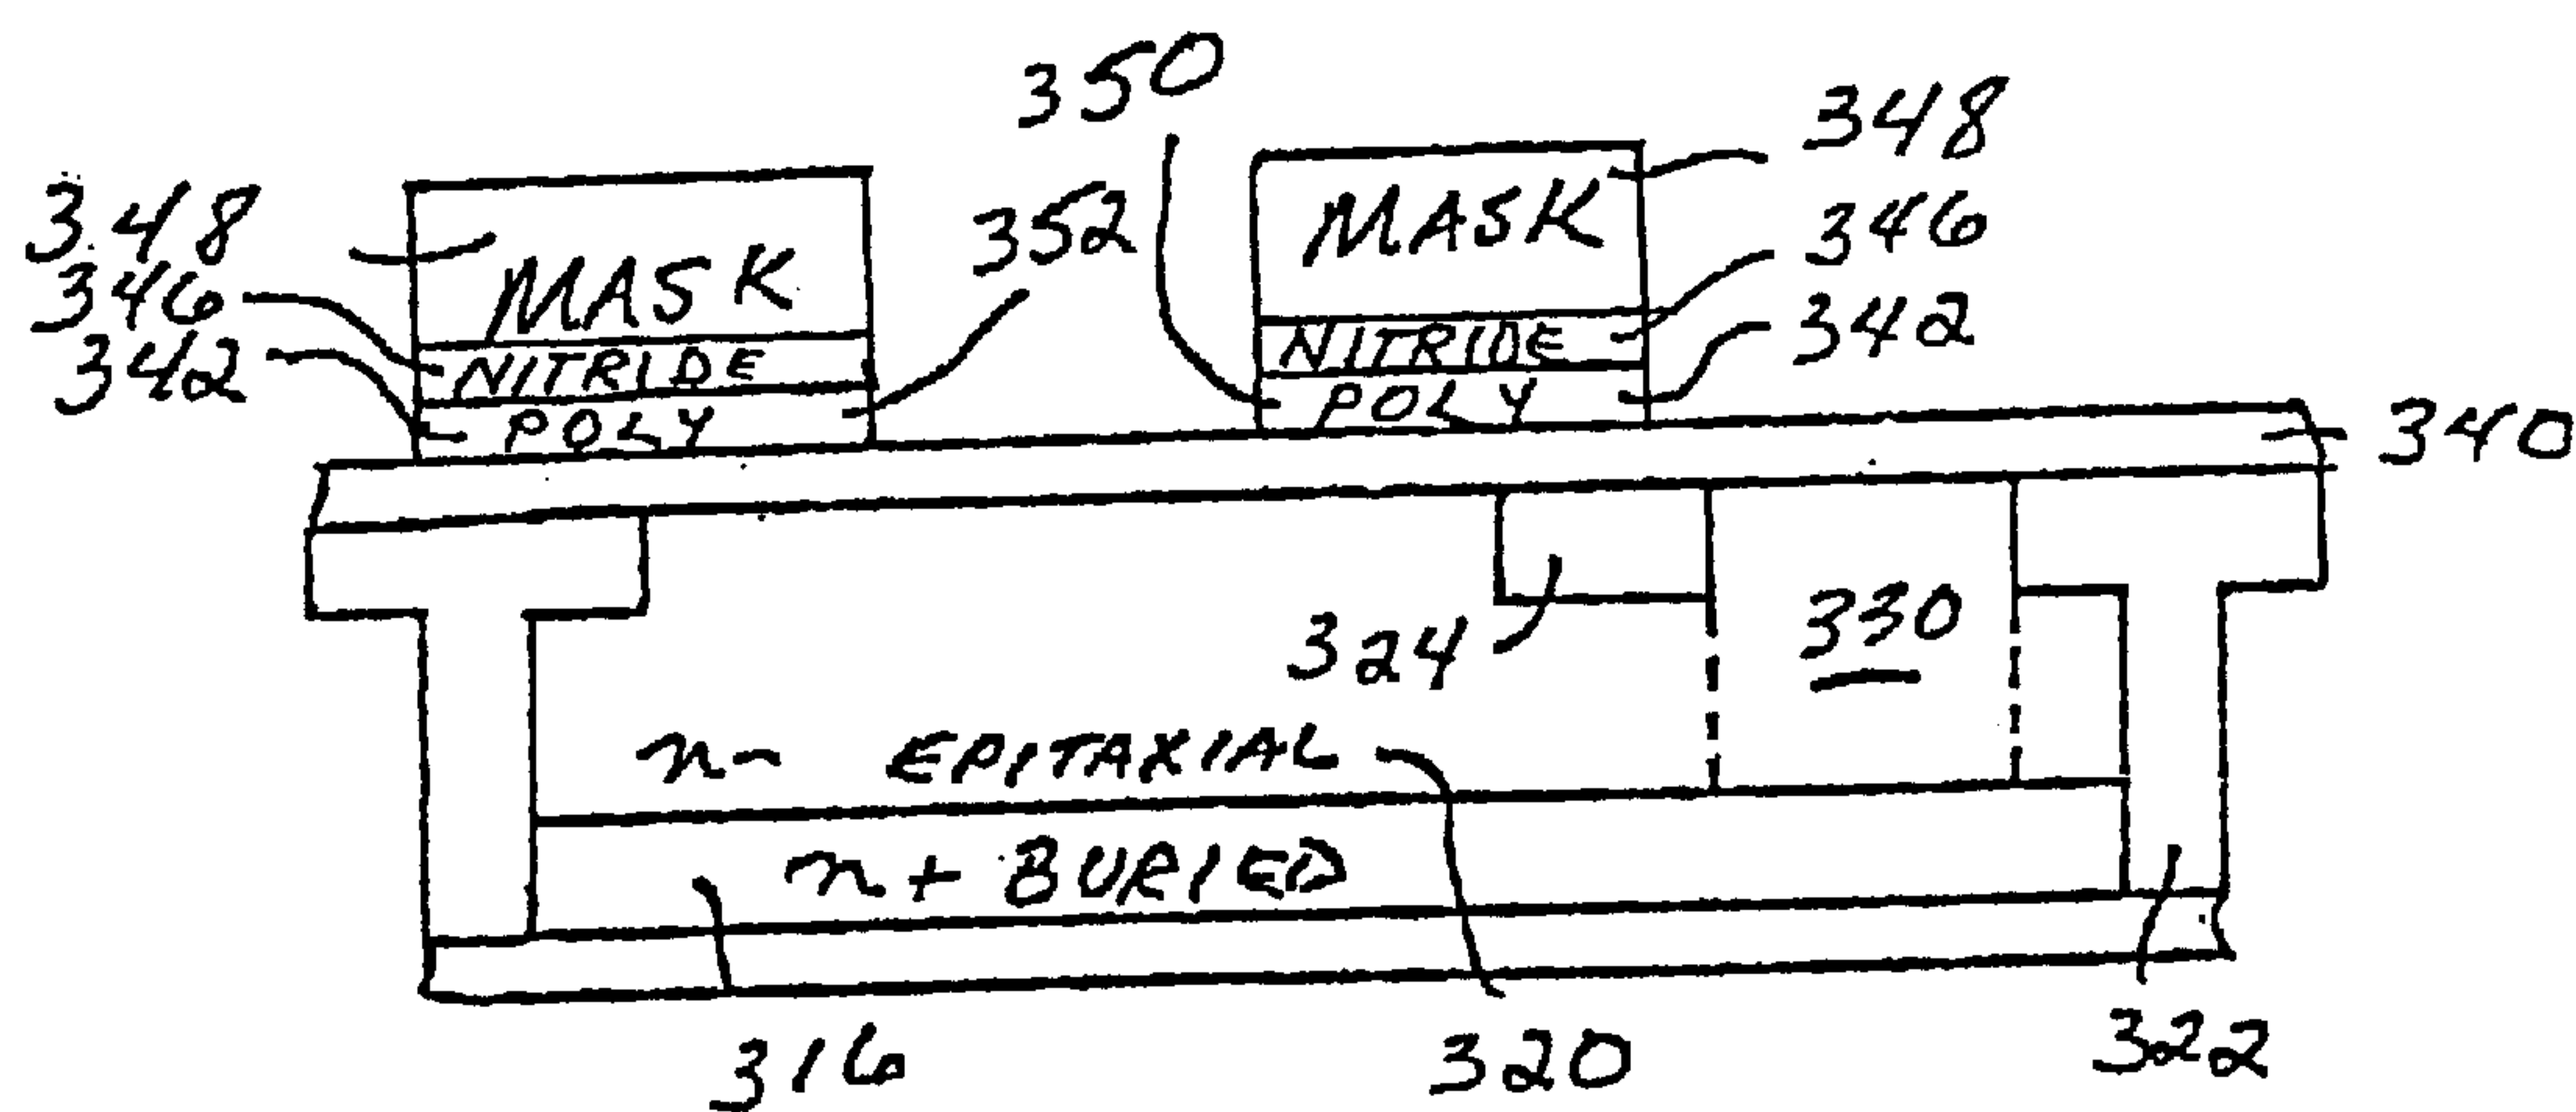 350
348
348
MASK
352
MASK
346
346
NITRIDE
342
NITRIDE
342
POLY
POLY
340
324
330
n- EPITAXIAL
n+ BURIED
316
320
322